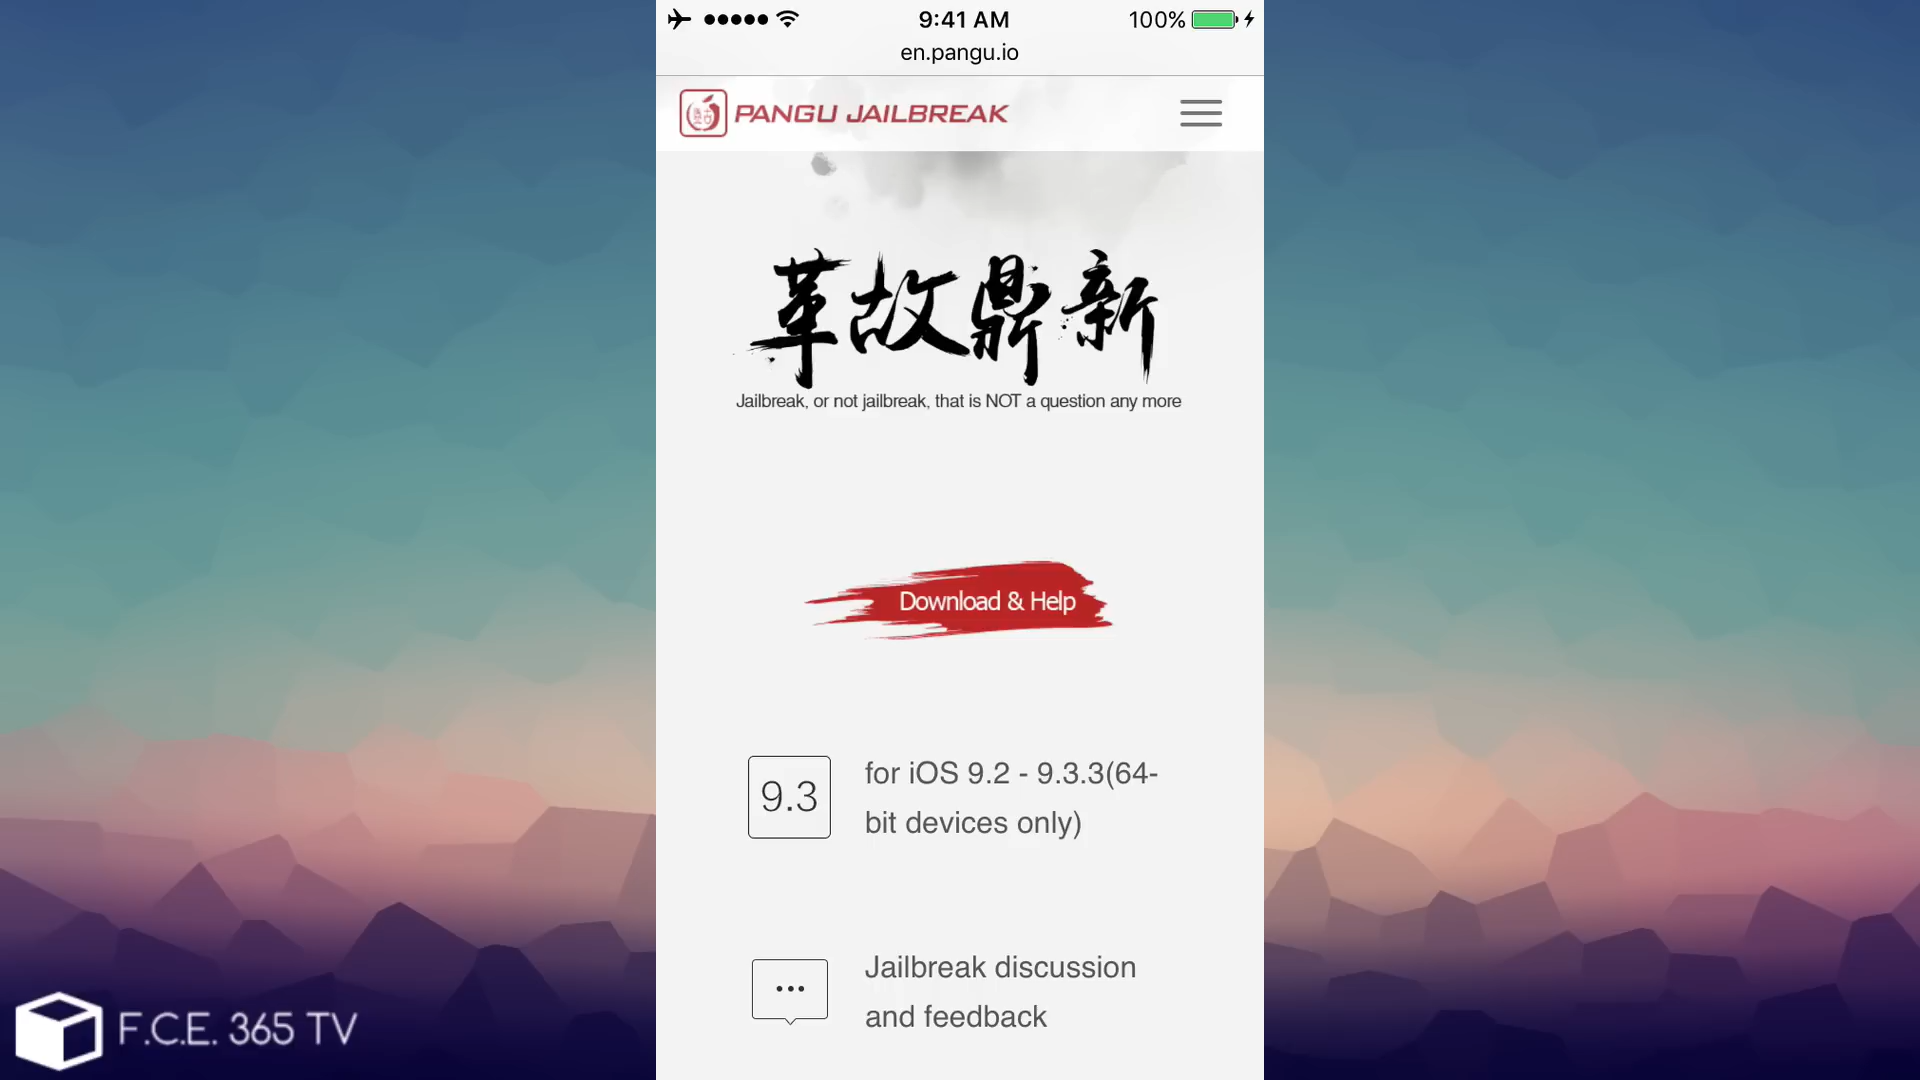 9:41 AM
100%
en.pangu.io
PANGU JAILBREAK
革故鼎新
Jailbreak, or not jailbreak, that is NOT a question any more
Download & Help
9.3
for iOS 9.2 - 9.3.3(64-
bit devices only)
Jailbreak discussion
and feedback
F.C.E. 365 TV